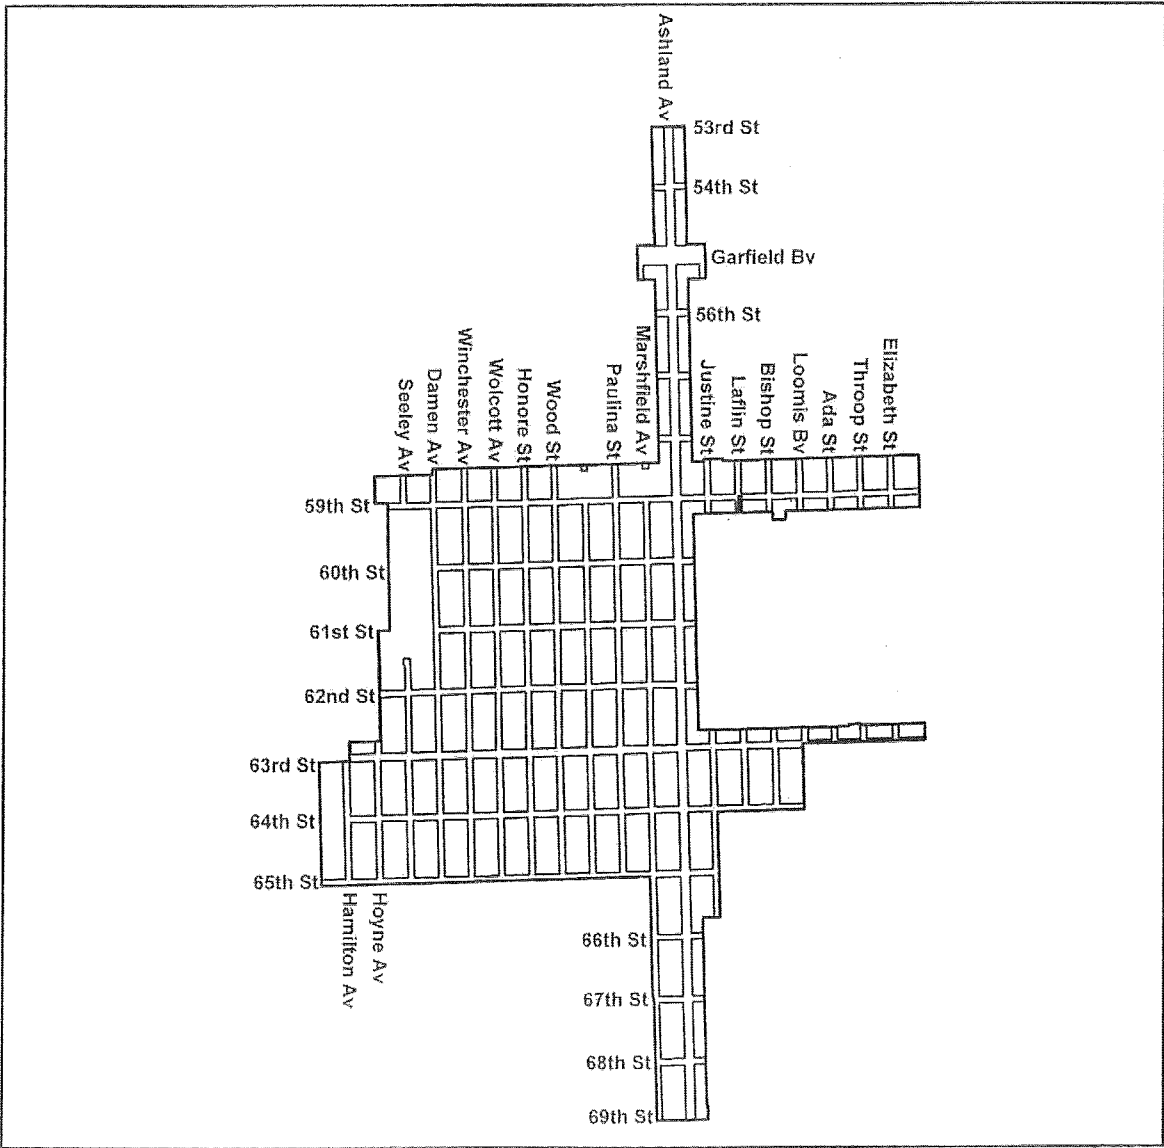 Ashland Av
53rd St
54th St
Garfield Bv
56th St
Seeley Av
Damen Av
Winchester Av
Wolcott Av
Honore St
Wood St
Paulina St
Marshfield Av
Justine St
Laflin St
Bishop St
Loomis Bv
Ada St
Throop St
Elizabeth St
59th St
60th St
61st St
62nd St
63rd St
64th St
65th St
Hamilton Av
Hoyne Av
66th St
67th St
68th St
69th St